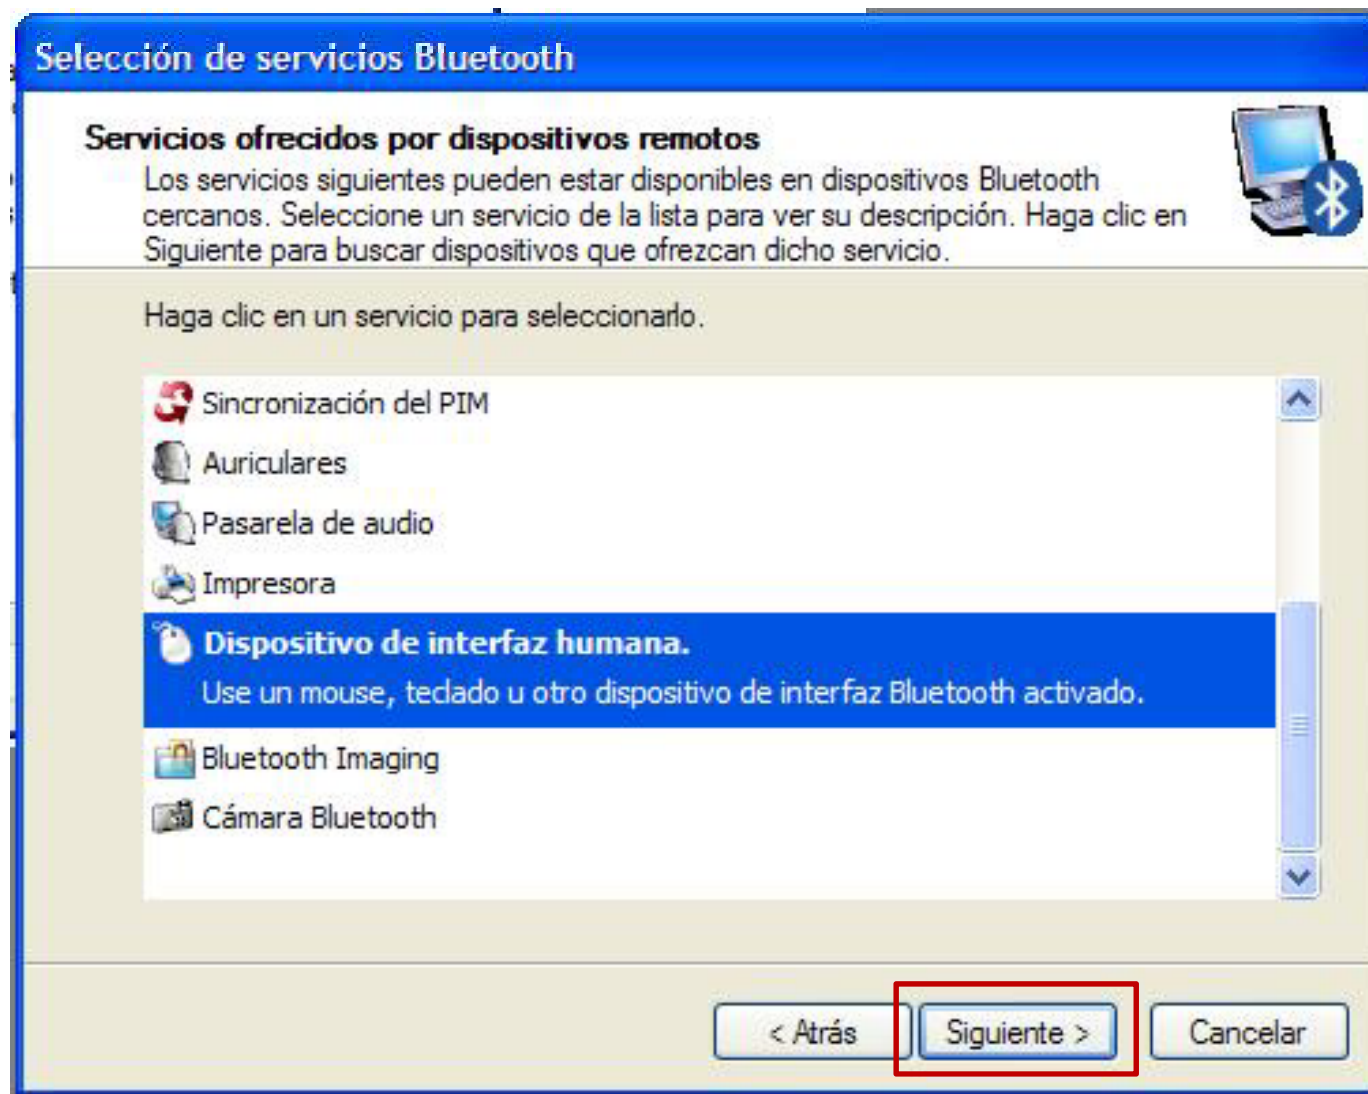 Selección de servicios Bluetooth
Servicios ofrecidos por dispositivos remotos
Los servicios siguientes pueden estar disponibles en dispositivos Bluetooth
cercanos. Seleccione un servicio de la lista para ver su descripción. Haga clic en
Siguiente para buscar dispositivos que ofrezcan dicho servicio.
Haga clic en un servicio para seleccionarlo.
Sincronización del PIM
Auriculares
Pasarela de audio
Impresora
Dispositivo de interfaz humana.
Use un mouse, teclado u otro dispositivo de interfaz Bluetooth activado.
Bluetooth Imaging
Cámara Bluetooth
< Atrás
Siguiente >
Cancelar